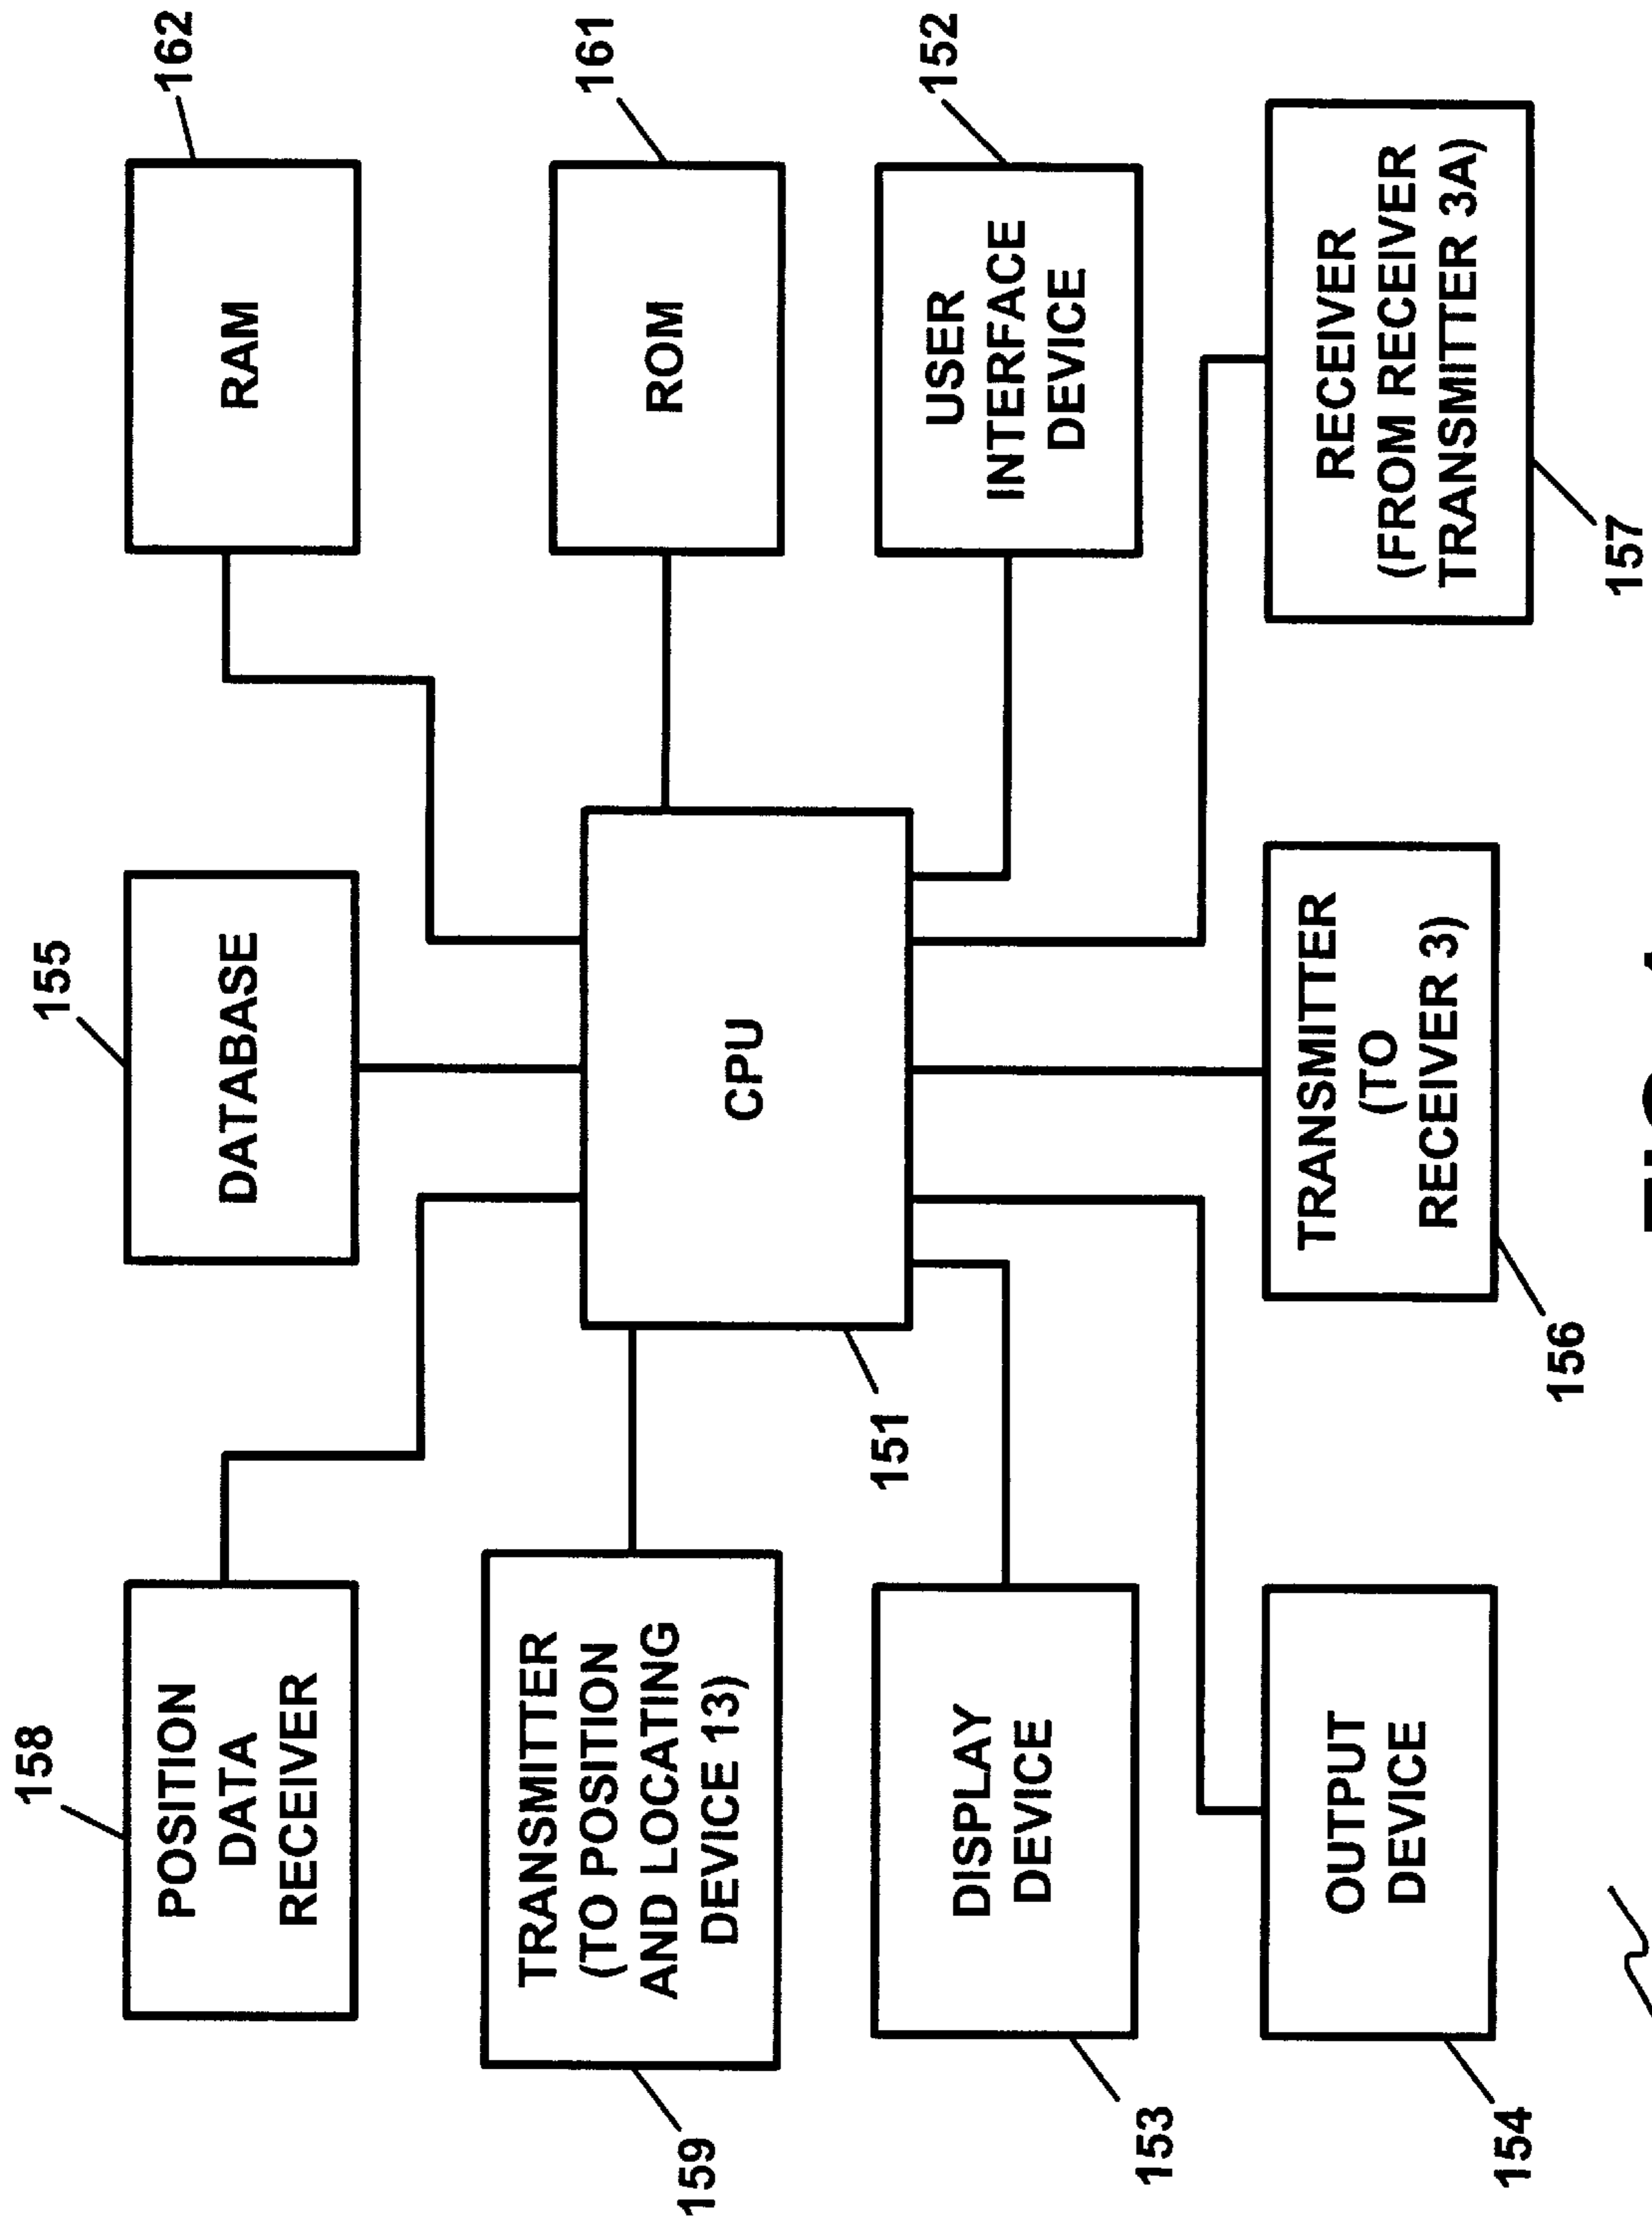 158
POSITION
DATA
RECEIVER
155
DATABASE
162
RAM
159
TRANSMITTER
(TO POSITION
AND LOCATING
DEVICE 13)
161
ROM
CPU
151
153
DISPLAY
DEVICE
152
USER
INTERFACE
DEVICE
154
OUTPUT
DEVICE
156
TRANSMITTER
(TO
RECEIVER 3)
157
RECEIVER
(FROM RECEIVER
TRANSMITTER 3A)